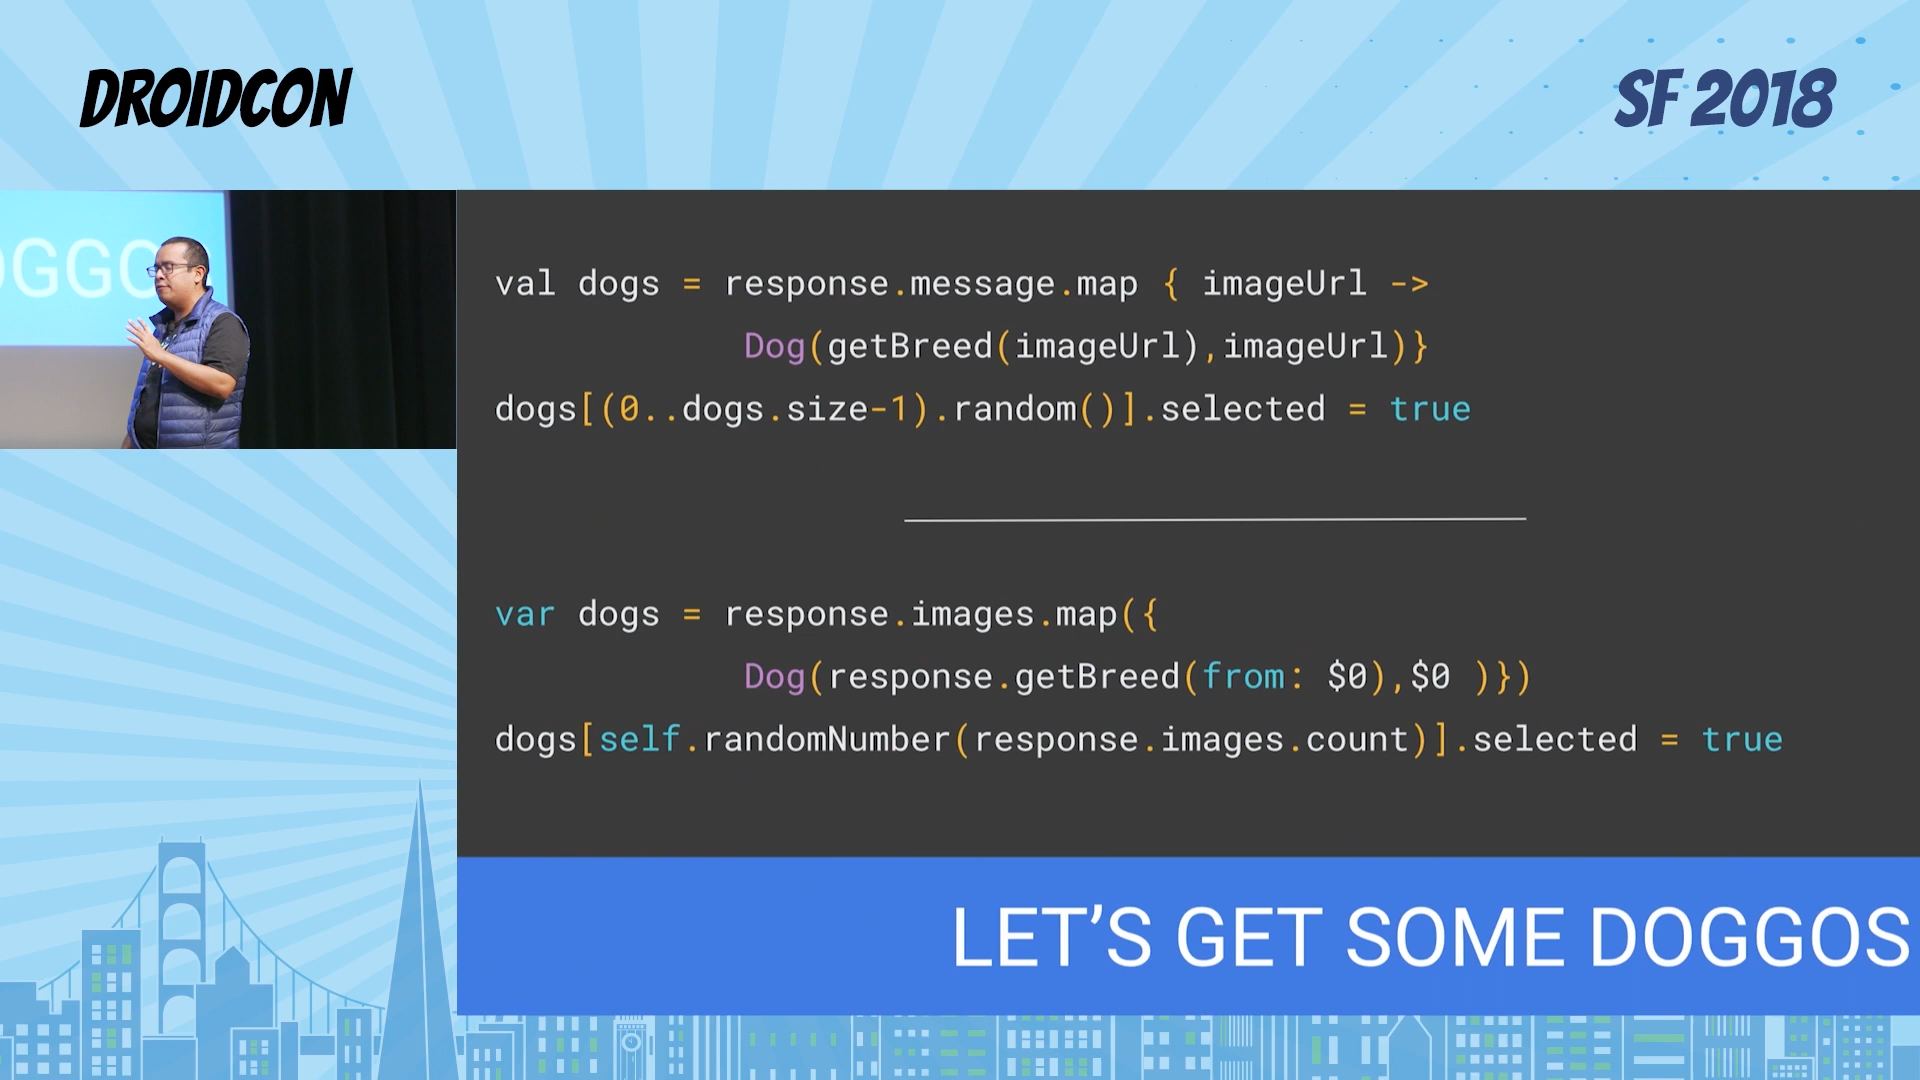 DROIDCON
SF 2018
OGGO
val dogs = response.message.map { imageUrl ->
Dog(getBreed(imageUrl),imageUrl)}
dogs[(0..dogs.size-1).random()].selected = true
var dogs = response.images.map({
Dog(response.getBreed(from: $0),$0 )})
dogs[self.randomNumber(response.images.count)].selected = true
LET’S GET SOME DOGGOS